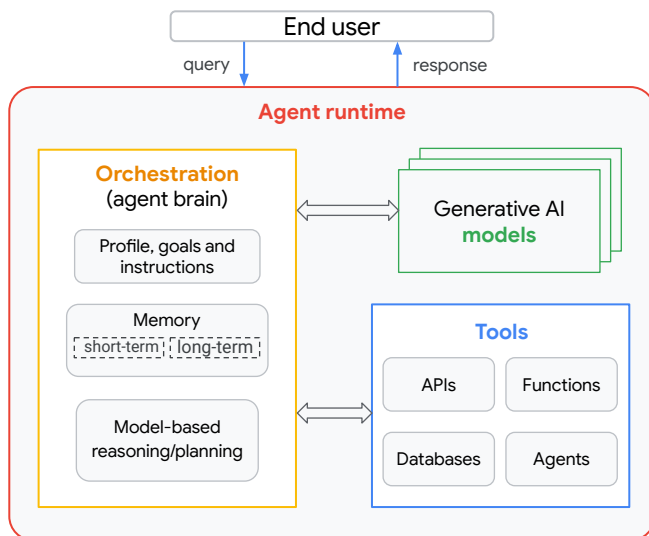 End user
query
response
Agent runtime
Orchestration
(agent brain)
Profile, goals and
instructions
Memory
short-term
long-term
Model-based
reasoning/planning
Generative AI
models
Tools
APIs
Functions
Databases
Agents